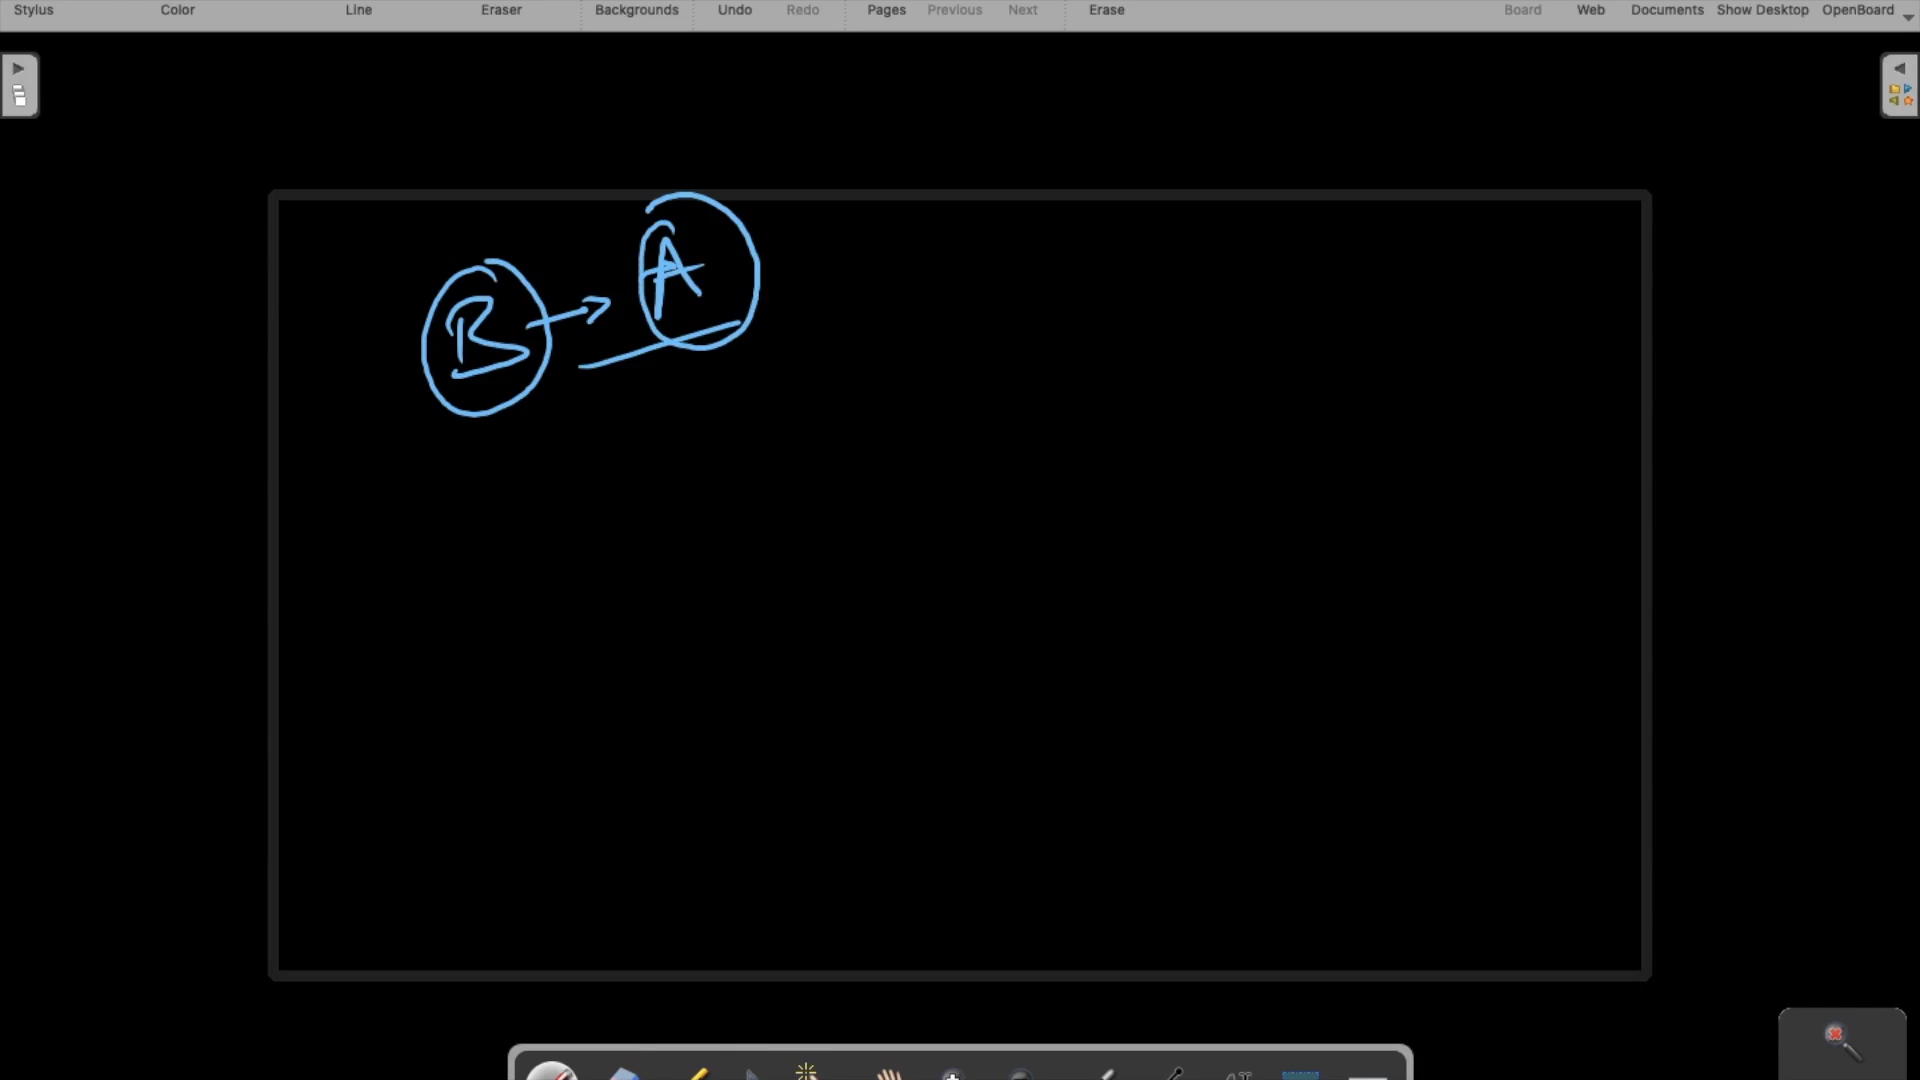 Stylus Color Line Eraser Backgrounds Undo Redo Pages Previous Next Erase Board Web Documents Show Desktop OpenBoard
A
B